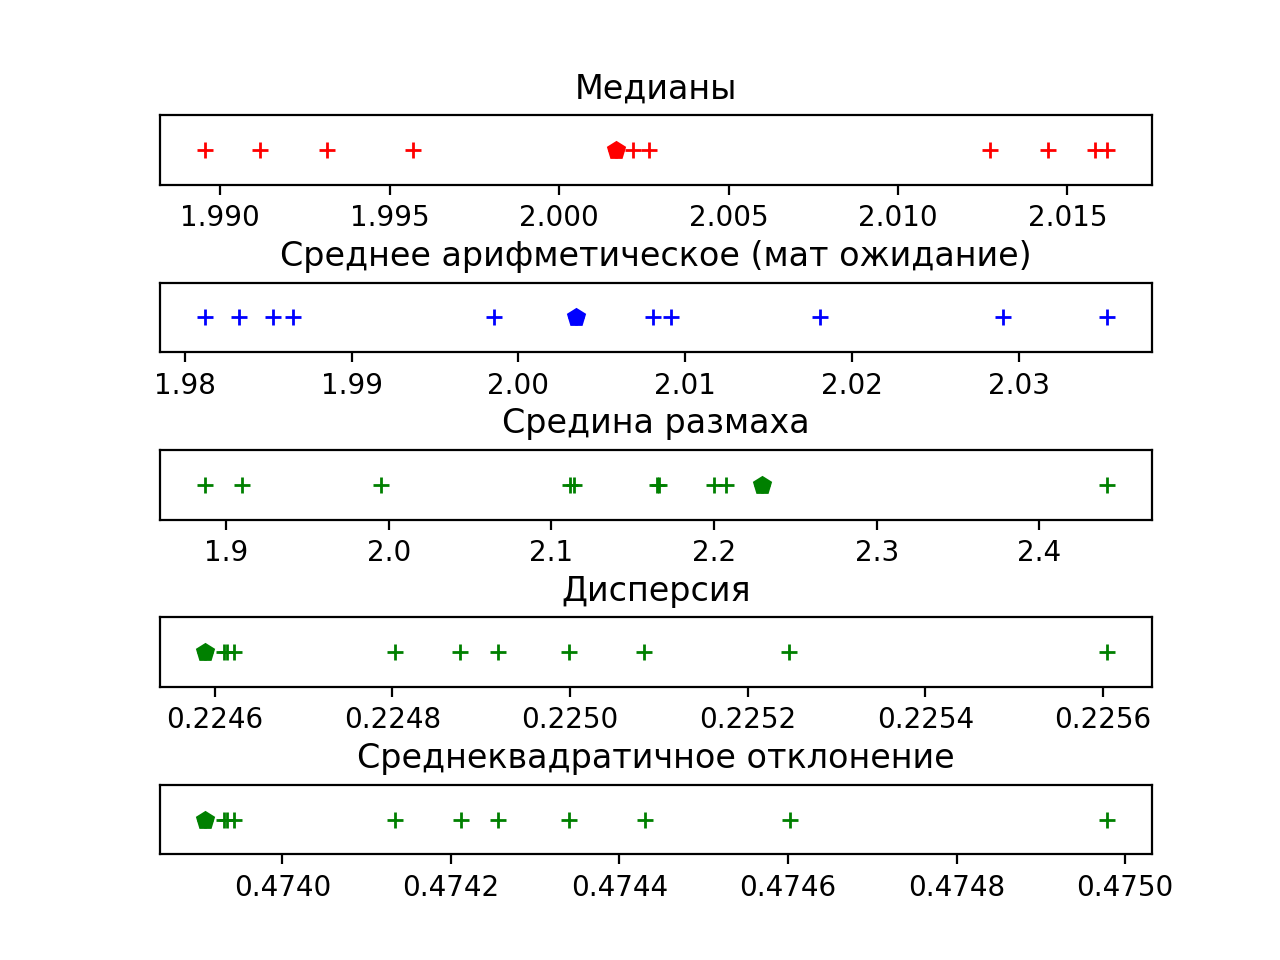 Медианы
1.990 1.995 2.000 2.005 2.010 2.015
Среднее арифметическое (мат ожидание)
1.98 1.99 2.00 2.01 2.02 2.03
Средина размаха
1.9 2.0 2.1 2.2 2.3 2.4
Дисперсия
0.2246 0.2248 0.2250 0.2252 0.2254 0.2256
Среднеквадратичное отклонение
0.4740 0.4742 0.4744 0.4746 0.4748 0.4750